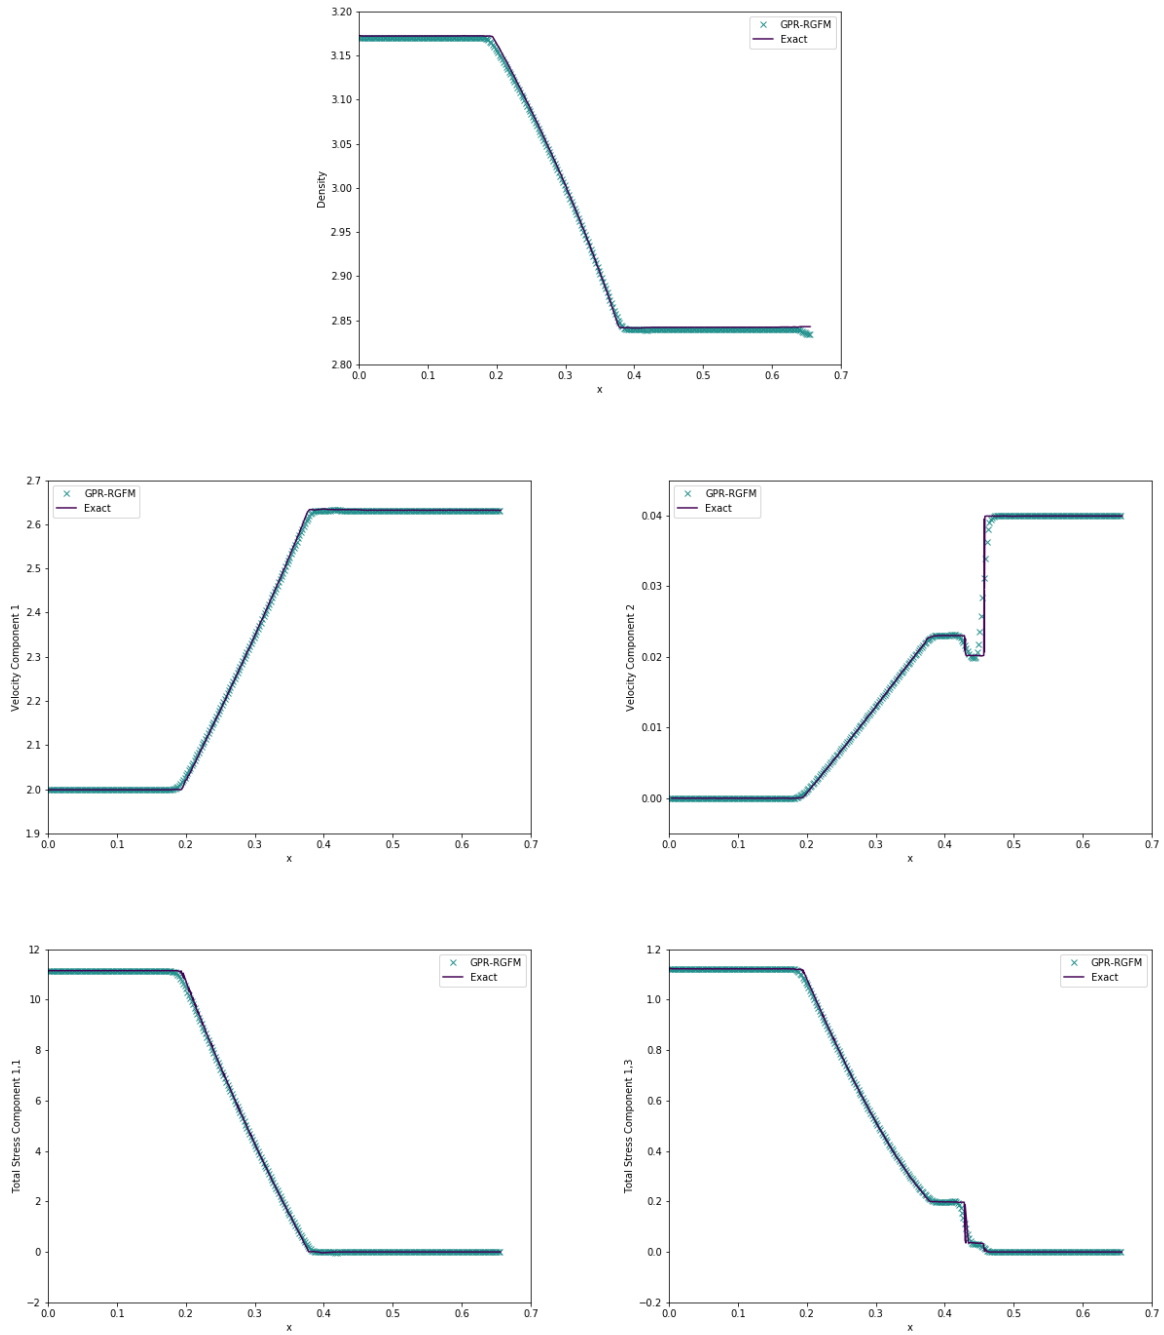 3.20
3.15
3.10
3.05
3.00
2.95
2.90
2.85
2.80
Density
GPR-RGFM
Exact
0.0 0.1 0.2 0.3 0.4 0.5 0.6 0.7
x
2.7
2.6
2.5
2.4
2.3
2.2
2.1
2.0
1.9
Velocity Component 1
GPR-RGFM
Exact
0.0 0.1 0.2 0.3 0.4 0.5 0.6 0.7
x
0.04
0.03
0.02
0.01
0.00
Velocity Component 2
GPR-RGFM
Exact
0.0 0.1 0.2 0.3 0.4 0.5 0.6 0.7
x
12
10
8
6
4
2
0
−2
Total Stress Component 1,1
GPR-RGFM
Exact
0.0 0.1 0.2 0.3 0.4 0.5 0.6 0.7
x
1.2
1.0
0.8
0.6
0.4
0.2
0.0
−0.2
Total Stress Component 1,3
GPR-RGFM
Exact
0.0 0.1 0.2 0.3 0.4 0.5 0.6 0.7
x